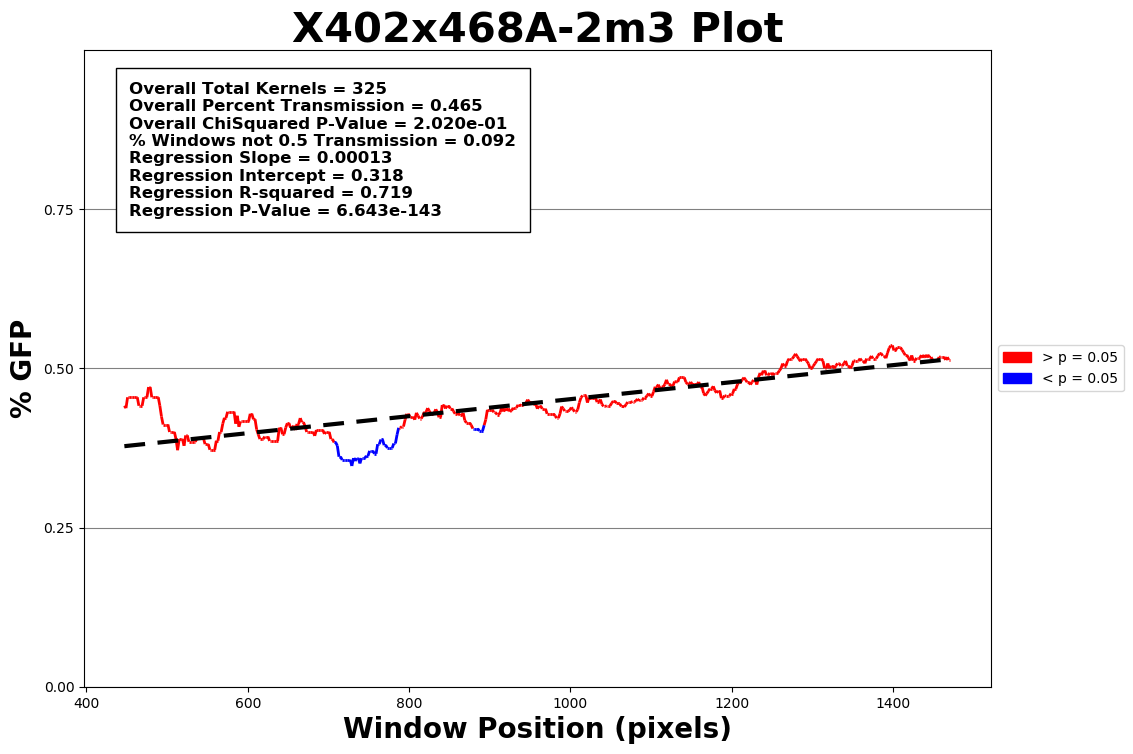 X402x468A-2m3 Plot
Overall Total Kernels = 325
Overall Percent Transmission = 0.465
Overall ChiSquared P-Value = 2.020e-01
% Windows not 0.5 Transmission = 0.092
Regression Slope = 0.00013
Regression Intercept = 0.318
Regression R-squared = 0.719
Regression P-Value = 6.643e-143
0.75
0.50
0.25
0.00
% GFP
> p = 0.05
< p = 0.05
400 600 800 1000 1200 1400
Window Position (pixels)